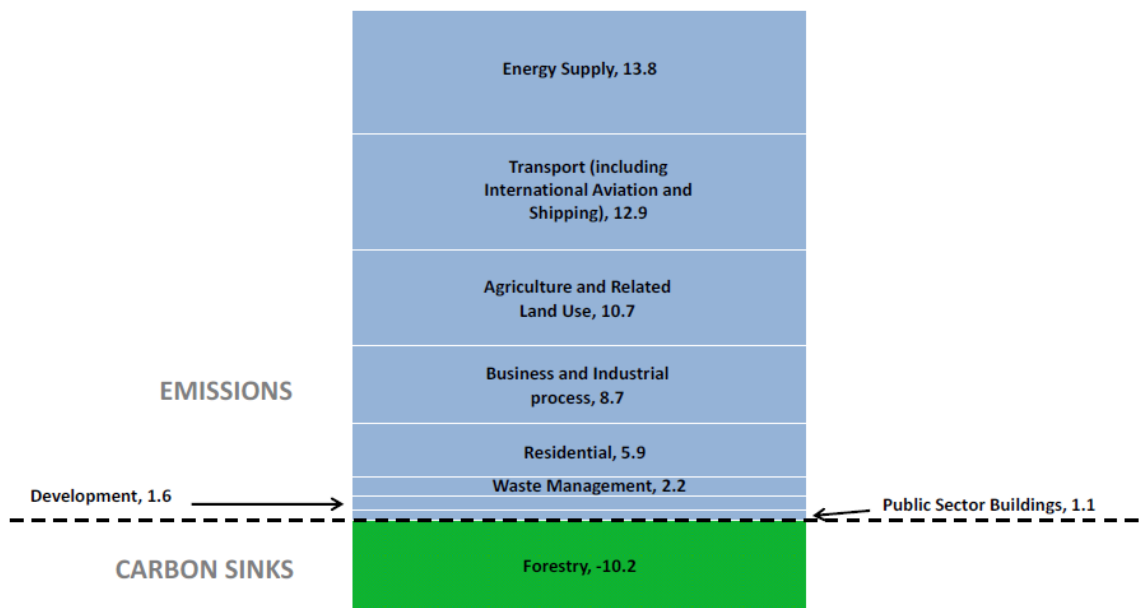 Energy Supply, 13.8
Transport (including
International Aviation and
Shipping), 12.9
Agriculture and Related
Land Use, 10.7
Business and Industrial
process, 8.7
EMISSIONS
Residential, 5.9
Waste Management, 2.2
Development, 1.6
Public Sector Buildings, 1.1
CARBON SINKS
Forestry, -10.2